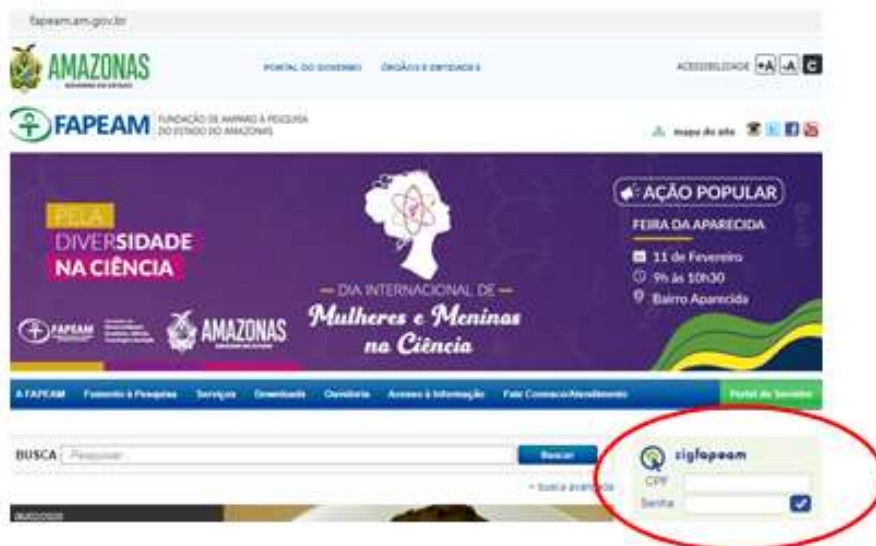 fapeam.am.gov.br
AMAZONAS
GOVERNO DO ESTADO
PORTAL DO GOVERNO ÓRGÃOS E ENTIDADES
ACESSIBILIDADE +A -A C
FAPEAM
FUNDAÇÃO DE AMPARO À PESQUISA
DO ESTADO DO AMAZONAS
mapa do site
PELA
DIVERSIDADE
NA CIÊNCIA
DIA INTERNACIONAL DE
Mulheres e Meninas
na Ciência
AÇÃO POPULAR
FEIRA DA APARECIDA
11 de Fevereiro
9h às 10h30
Bairro Aparecida
FAPEAM
AMAZONAS
A FAPEAM Fomento à Pesquisa Serviços Downloads Ouvidoria Acesso à Informação Fale Conosco/Atendimento Portal do Servidor
BUSCA Pesquisar... Buscar
+ busca avançada
sigfapeam
CPF
Senha